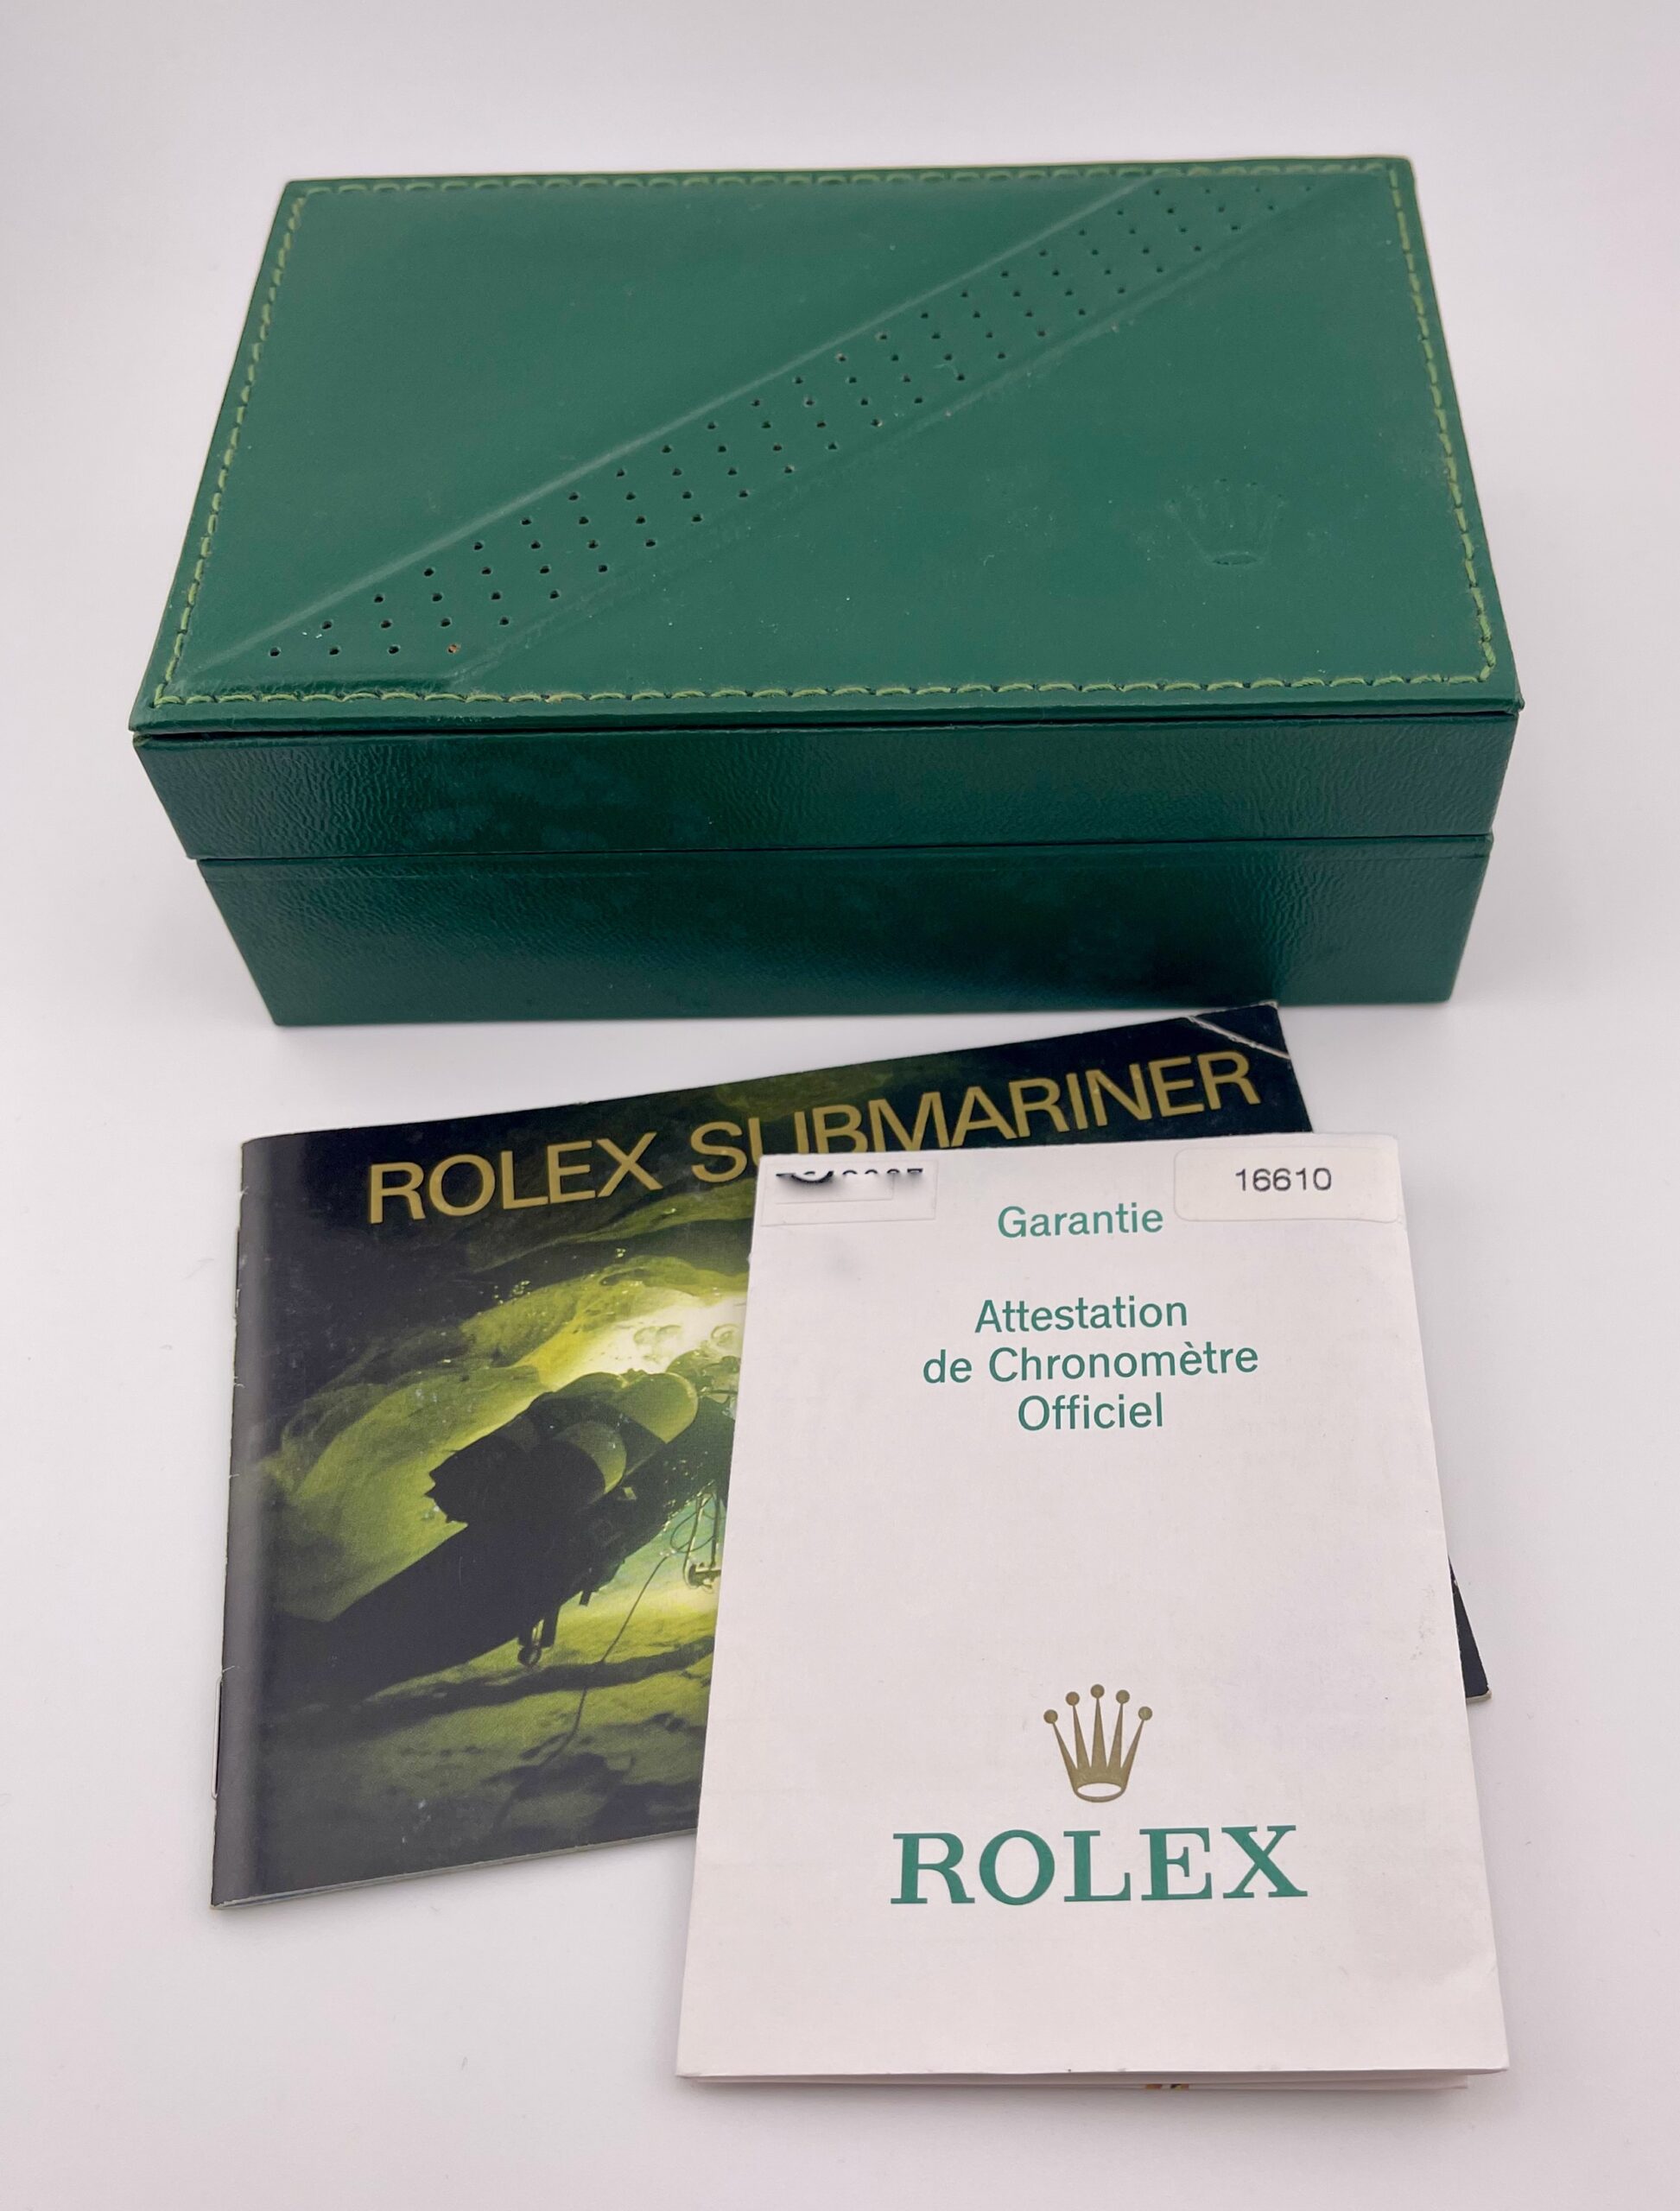 ROLEX SUBMARINER
16610
Garantie
Attestation
de Chronomètre
Officiel
ROLEX